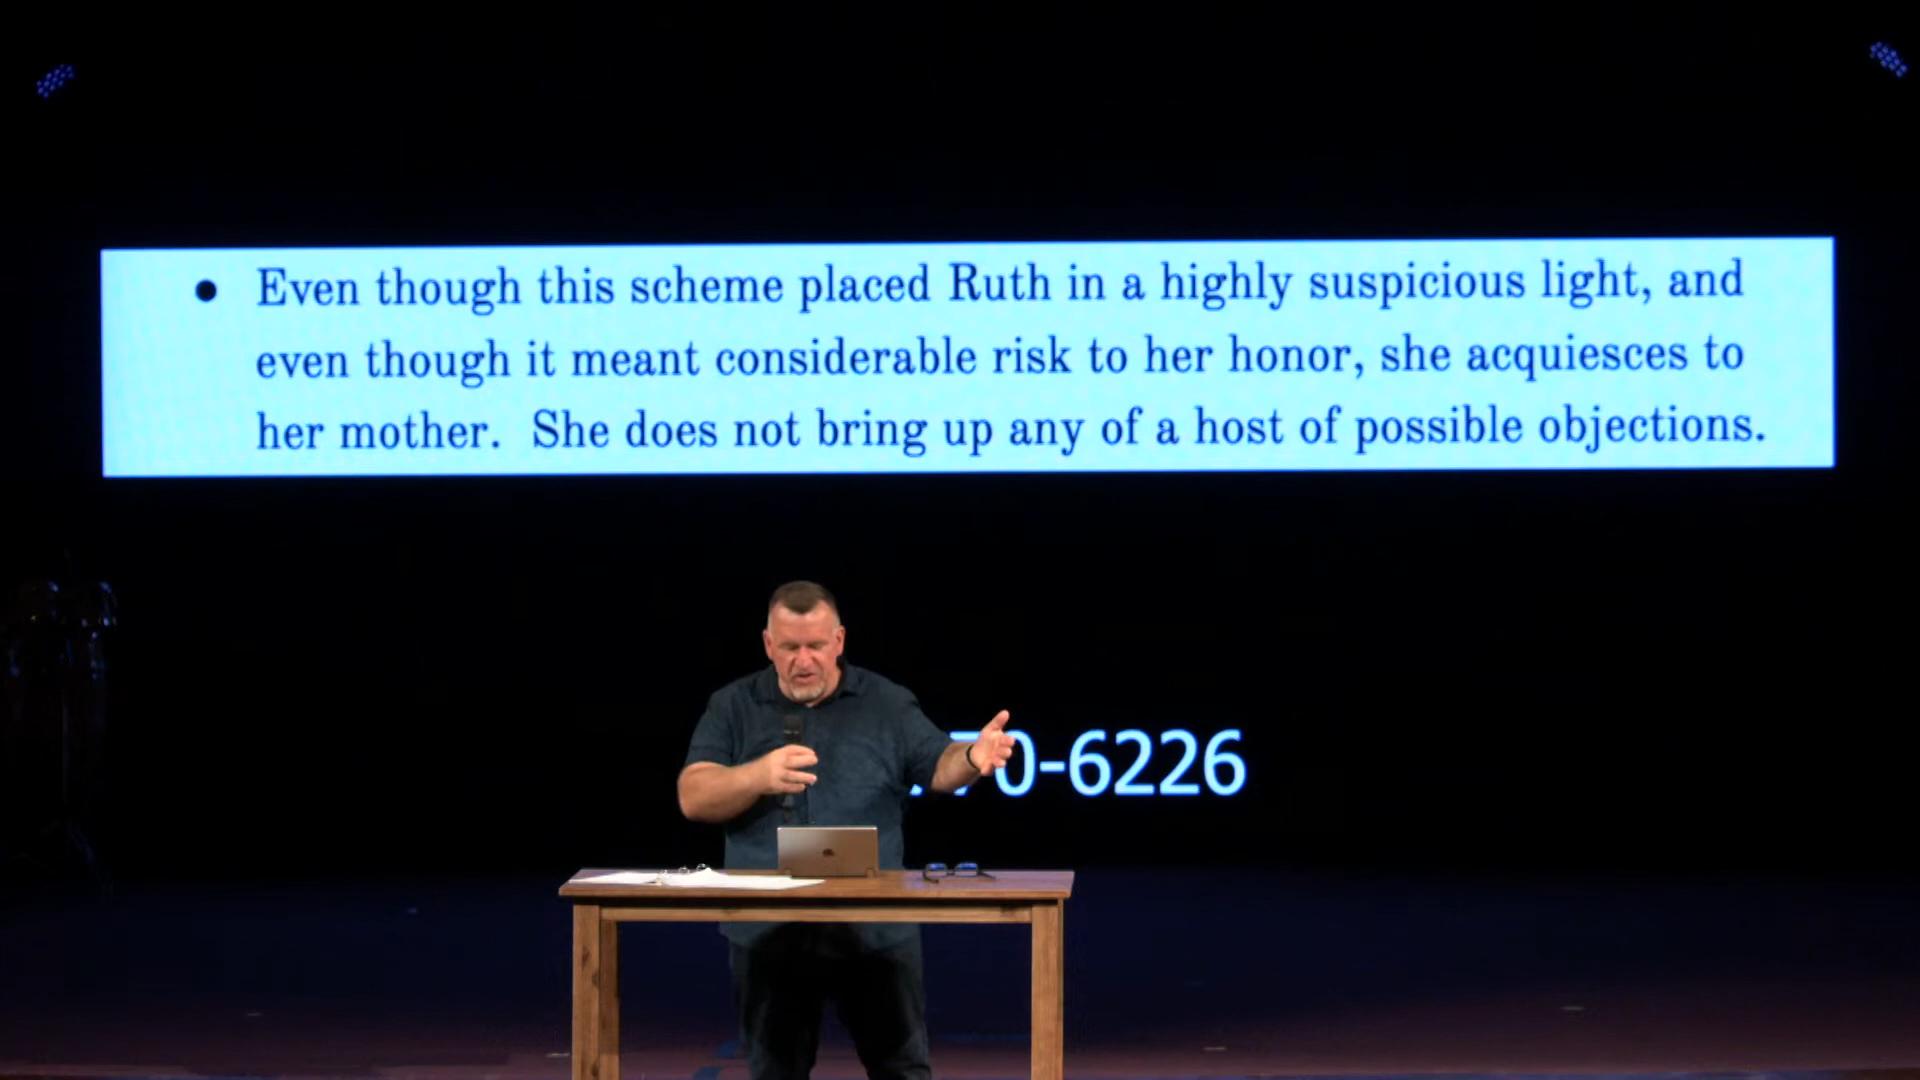 • Even though this scheme placed Ruth in a highly suspicious light, and
even though it meant considerable risk to her honor, she acquiesces to
her mother. She does not bring up any of a host of possible objections.
70-6226